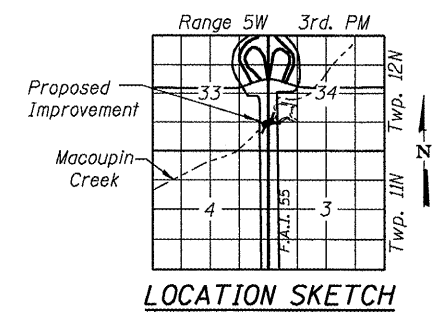 Range 5W 3rd. PM
Proposed
Improvement
33
34
Twp. 12N
Macoupin
Creek
N
4
3
F.A.I. 55
Twp. 11N
LOCATION SKETCH